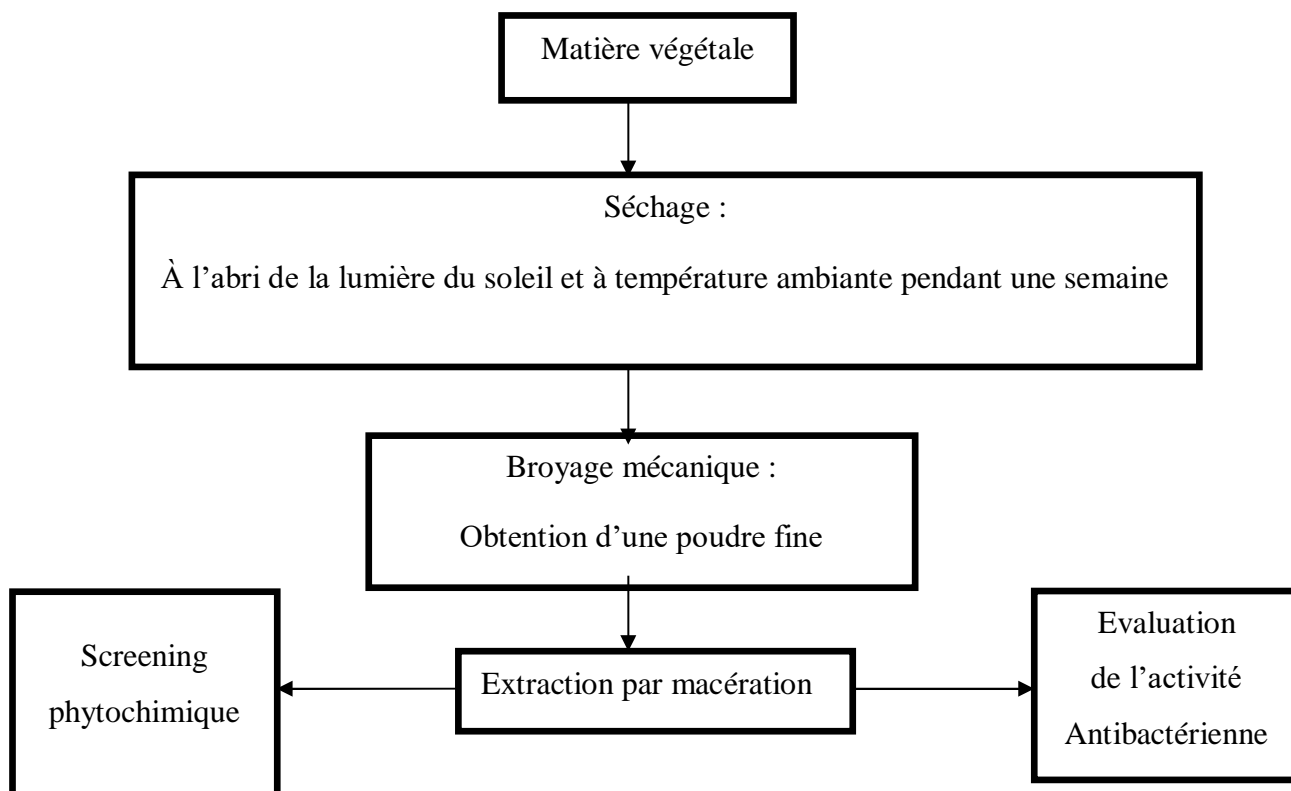 Matière végétale
Séchage :
À l’abri de la lumière du soleil et à température ambiante pendant une semaine
Broyage mécanique :
Obtention d’une poudre fine
Screening
phytochimique
Extraction par macération
Evaluation
de l’activité
Antibactérienne